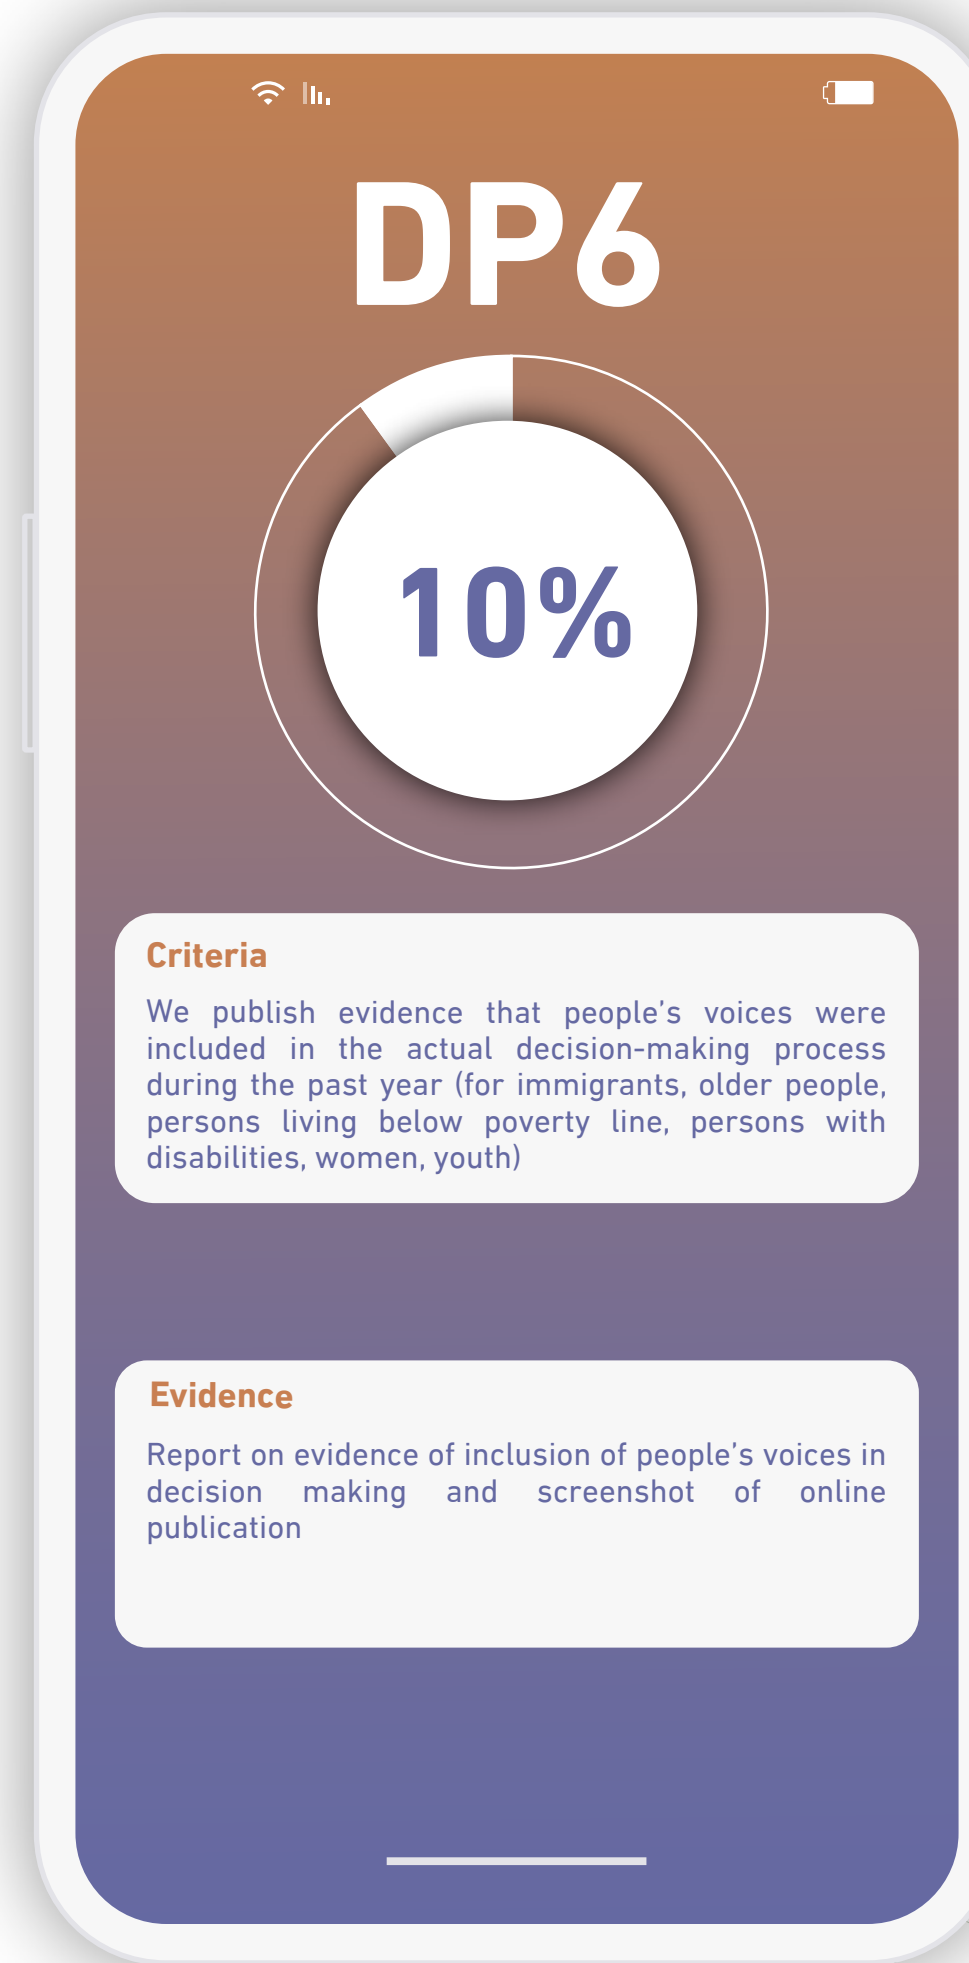 DP6
10%
Criteria
We publish evidence that people’s voices were
included in the actual decision-making process
during the past year (for immigrants, older people,
persons living below poverty line, persons with
disabilities, women, youth)
Evidence
Report on evidence of inclusion of people’s voices in
decision making and screenshot of online
publication